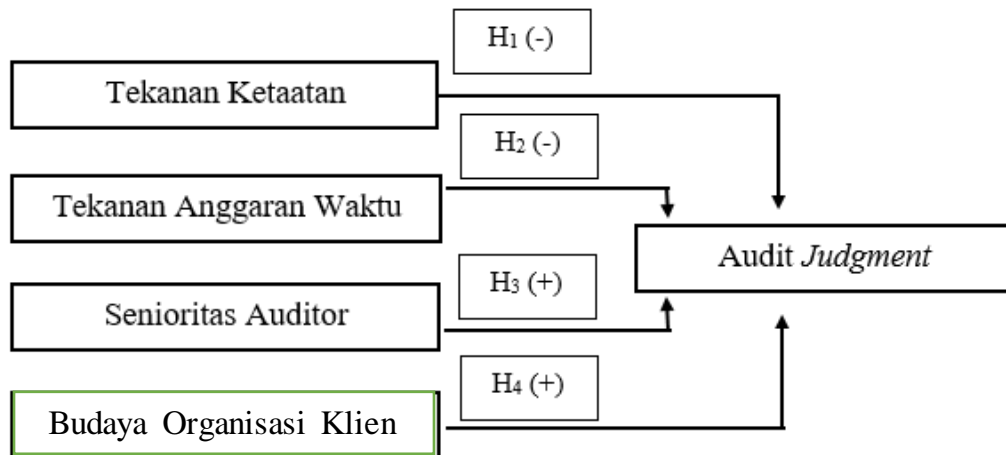 H₁ (-)
Tekanan Ketaatan
H₂ (-)
Tekanan Anggaran Waktu
Audit Judgment
H₃ (+)
Senioritas Auditor
H₄ (+)
Budaya Organisasi Klien